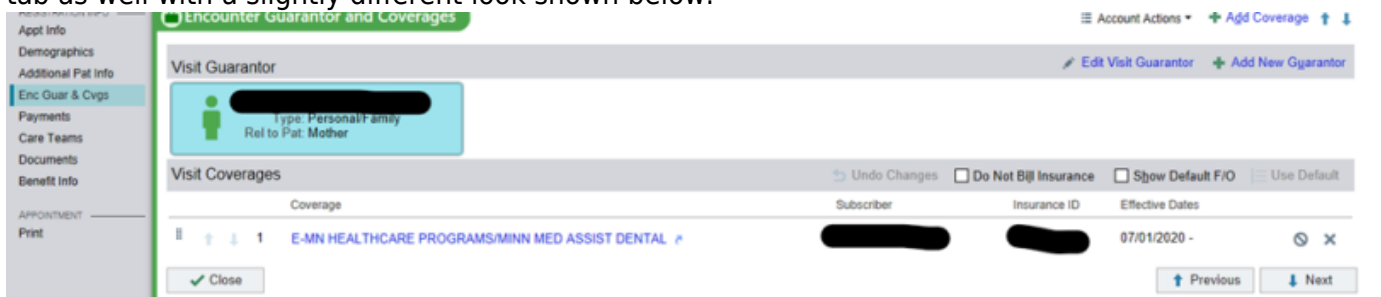 tab as well with a slightly different look shown below.
REGISTRATION INFO
Appt Info
Demographics
Additional Pat Info
Enc Guar & Cvgs
Payments
Care Teams
Documents
Benefit Info
APPOINTMENT
Print
Encounter Guarantor and Coverages
Account Actions
Add Coverage
Visit Guarantor
Edit Visit Guarantor
Add New Guarantor
Type: Personal/Family
Rel to Pat: Mother
Visit Coverages
Undo Changes
Do Not Bill Insurance
Show Default F/O
Use Default
Coverage Subscriber Insurance ID Effective Dates
1 E-MN HEALTHCARE PROGRAMS/MINN MED ASSIST DENTAL 07/01/2020 -
Close
Previous
Next